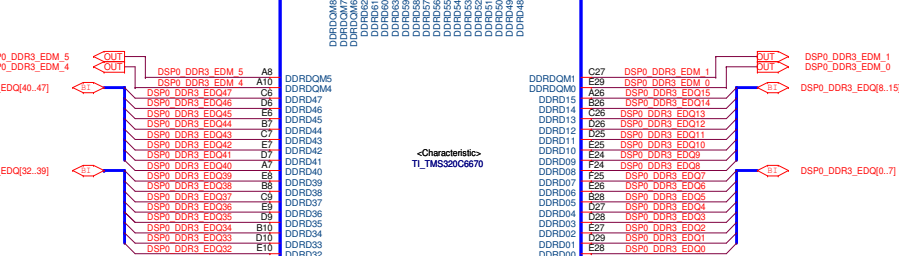 DDRDQM8
DDRDQM7
DDRDQM6
DDRD62
DDRD61
DDRD60
DDRD63
DDRD59
DDRD56
DDRD58
DDRD57
DDRD55
DDRD54
DDRD53
DDRD52
DDRD51
DDRD50
DDRD49
DDRD48
P0_DDR3_EDM_5 OUT DSP0_DDR3_EDM_5 A8 DDRDQM5
P0_DDR3_EDM_4 OUT DSP0_DDR3_EDM_4 A10 DDRDQM4
EDQ[40..47] BI DSP0_DDR3_EDQ47 C6 DDRD47
DSP0_DDR3_EDQ46 D6 DDRD46
DSP0_DDR3_EDQ45 E6 DDRD45
DSP0_DDR3_EDQ44 B7 DDRD44
DSP0_DDR3_EDQ43 C7 DDRD43
DSP0_DDR3_EDQ42 E7 DDRD42
DSP0_DDR3_EDQ41 D7 DDRD41
DSP0_DDR3_EDQ40 A7 DDRD40
EDQ[32..39] BI DSP0_DDR3_EDQ39 E8 DDRD39
DSP0_DDR3_EDQ38 B8 DDRD38
DSP0_DDR3_EDQ37 C9 DDRD37
DSP0_DDR3_EDQ36 E9 DDRD36
DSP0_DDR3_EDQ35 D9 DDRD35
DSP0_DDR3_EDQ34 B10 DDRD34
DSP0_DDR3_EDQ33 D10 DDRD33
DSP0_DDR3_EDQ32 E10 DDRD32
<Characteristic>
TI_TMS320C6670
DDRDQM1 C27 DSP0_DDR3_EDM_1 OUT DSP0_DDR3_EDM_1
DDRDQM0 E29 DSP0_DDR3_EDM_0 OUT DSP0_DDR3_EDM_0
DDRD15 A26 DSP0_DDR3_EDQ15 BI DSP0_DDR3_EDQ[8..15]
DDRD14 B26 DSP0_DDR3_EDQ14
DDRD13 C26 DSP0_DDR3_EDQ13
DDRD12 D26 DSP0_DDR3_EDQ12
DDRD11 D25 DSP0_DDR3_EDQ11
DDRD10 E25 DSP0_DDR3_EDQ10
DDRD09 E24 DSP0_DDR3_EDQ9
DDRD08 F24 DSP0_DDR3_EDQ8
DDRD07 F25 DSP0_DDR3_EDQ7 BI DSP0_DDR3_EDQ[0..7]
DDRD06 E26 DSP0_DDR3_EDQ6
DDRD05 B28 DSP0_DDR3_EDQ5
DDRD04 D27 DSP0_DDR3_EDQ4
DDRD03 D28 DSP0_DDR3_EDQ3
DDRD02 E27 DSP0_DDR3_EDQ2
DDRD01 D29 DSP0_DDR3_EDQ1
DDRD00 E28 DSP0_DDR3_EDQ0